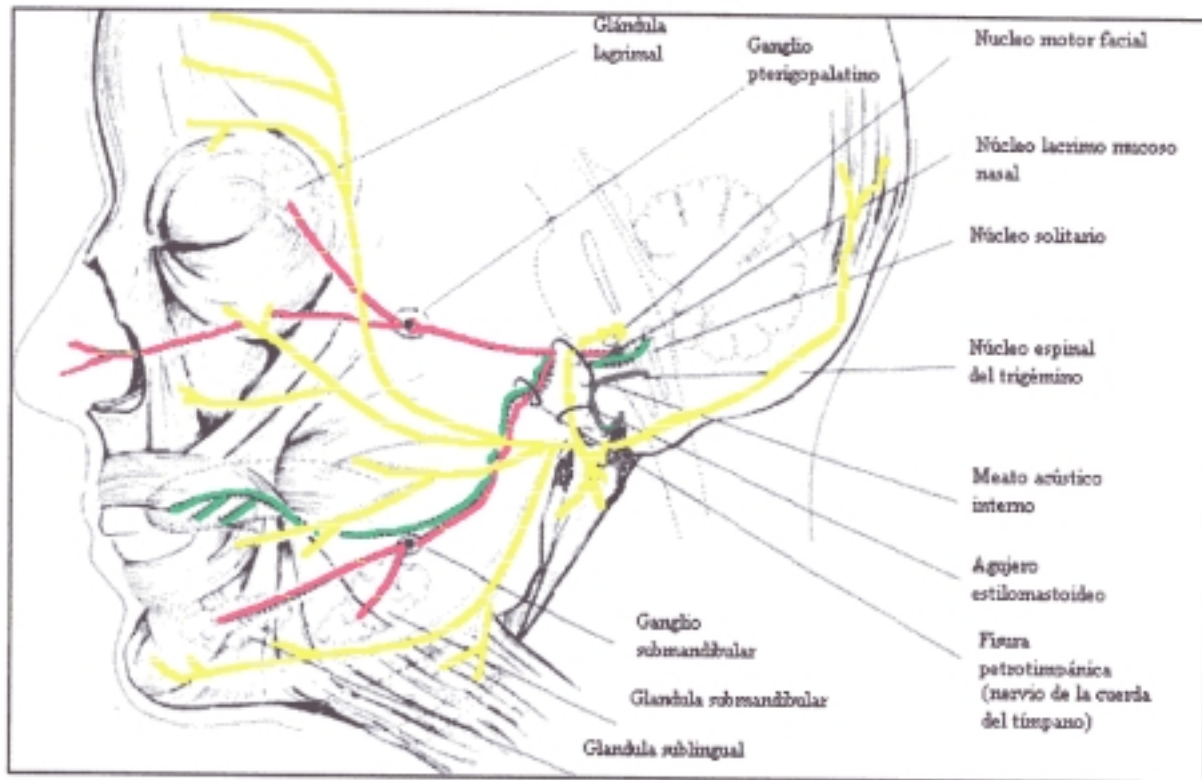 Glándula
lagrimal
Ganglio
pterigopalatino
Nucleo motor facial
Núcleo lacrimo mucoso
nasal
Núcleo solitario
Núcleo espinal
del trigémino
Meato acústico
interno
Agujero
estilomastoideo
Fisura
petrotimpánica
(nervio de la cuerda
del tímpano)
Ganglio
submandibular
Glandula submandibular
Glandula sublingual